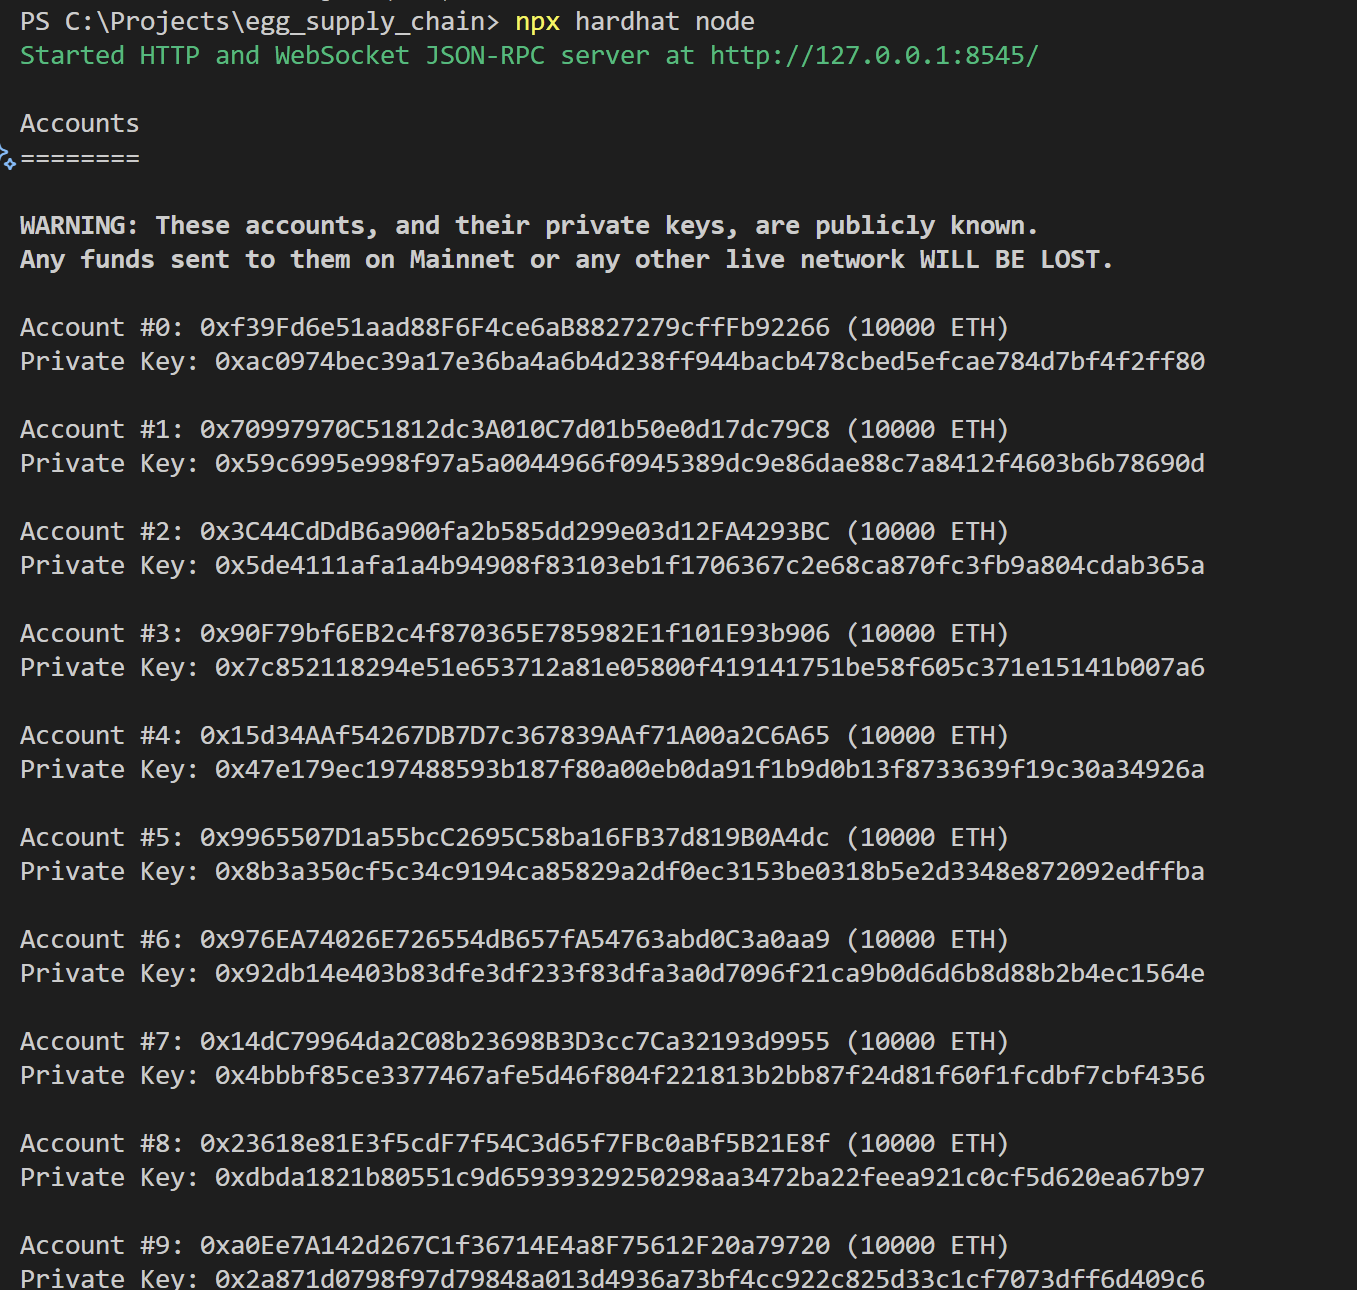 PS C:\Projects\egg_supply_chain> npx hardhat node
Started HTTP and WebSocket JSON-RPC server at http://127.0.0.1:8545/
Accounts
========
WARNING: These accounts, and their private keys, are publicly known.
Any funds sent to them on Mainnet or any other live network WILL BE LOST.
Account #0: 0xf39Fd6e51aad88F6F4ce6aB8827279cffFb92266 (10000 ETH)
Private Key: 0xac0974bec39a17e36ba4a6b4d238ff944bacb478cbed5efcae784d7bf4f2ff80
Account #1: 0x70997970C51812dc3A010C7d01b50e0d17dc79C8 (10000 ETH)
Private Key: 0x59c6995e998f97a5a0044966f0945389dc9e86dae88c7a8412f4603b6b78690d
Account #2: 0x3C44CdDdB6a900fa2b585dd299e03d12FA4293BC (10000 ETH)
Private Key: 0x5de4111afa1a4b94908f83103eb1f1706367c2e68ca870fc3fb9a804cdab365a
Account #3: 0x90F79bf6EB2c4f870365E785982E1f101E93b906 (10000 ETH)
Private Key: 0x7c852118294e51e653712a81e05800f419141751be58f605c371e15141b007a6
Account #4: 0x15d34AAf54267DB7D7c367839AAf71A00a2C6A65 (10000 ETH)
Private Key: 0x47e179ec197488593b187f80a00eb0da91f1b9d0b13f8733639f19c30a34926a
Account #5: 0x9965507D1a55bcC2695C58ba16FB37d819B0A4dc (10000 ETH)
Private Key: 0x8b3a350cf5c34c9194ca85829a2df0ec3153be0318b5e2d3348e872092edffba
Account #6: 0x976EA74026E726554dB657fA54763abd0C3a0aa9 (10000 ETH)
Private Key: 0x92db14e403b83dfe3df233f83dfa3a0d7096f21ca9b0d6d6b8d88b2b4ec1564e
Account #7: 0x14dC79964da2C08b23698B3D3cc7Ca32193d9955 (10000 ETH)
Private Key: 0x4bbbf85ce3377467afe5d46f804f221813b2bb87f24d81f60f1fcdbf7cbf4356
Account #8: 0x23618e81E3f5cdF7f54C3d65f7FBc0aBf5B21E8f (10000 ETH)
Private Key: 0xdbda1821b80551c9d65939329250298aa3472ba22feea921c0cf5d620ea67b97
Account #9: 0xa0Ee7A142d267C1f36714E4a8F75612F20a79720 (10000 ETH)
Private Key: 0x2a871d0798f97d79848a013d4936a73bf4cc922c825d33c1cf7073dff6d409c6